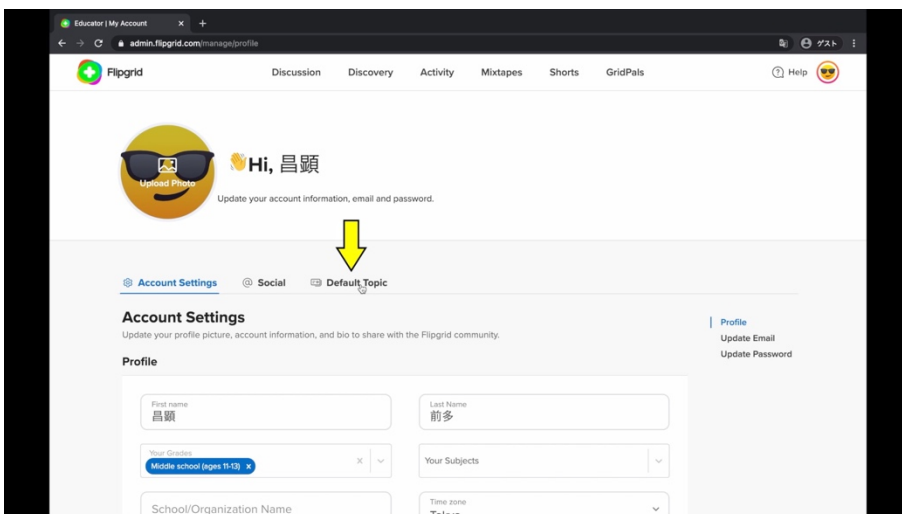 Educator | My Account
admin.flipgrid.com/manage/profile
ゲスト
Flipgrid
Discussion
Discovery
Activity
Mixtapes
Shorts
GridPals
Help
Upload Photo
Hi, 昌顕
Update your account information, email and password.
Account Settings
Social
Default Topic
Account Settings
Update your profile picture, account information, and bio to share with the Flipgrid community.
Profile
Update Email
Update Password
Profile
First name
昌顕
Last Name
前多
Your Grades
Middle school (ages 11-13)
Your Subjects
School/Organization Name
Time zone
Tokyo